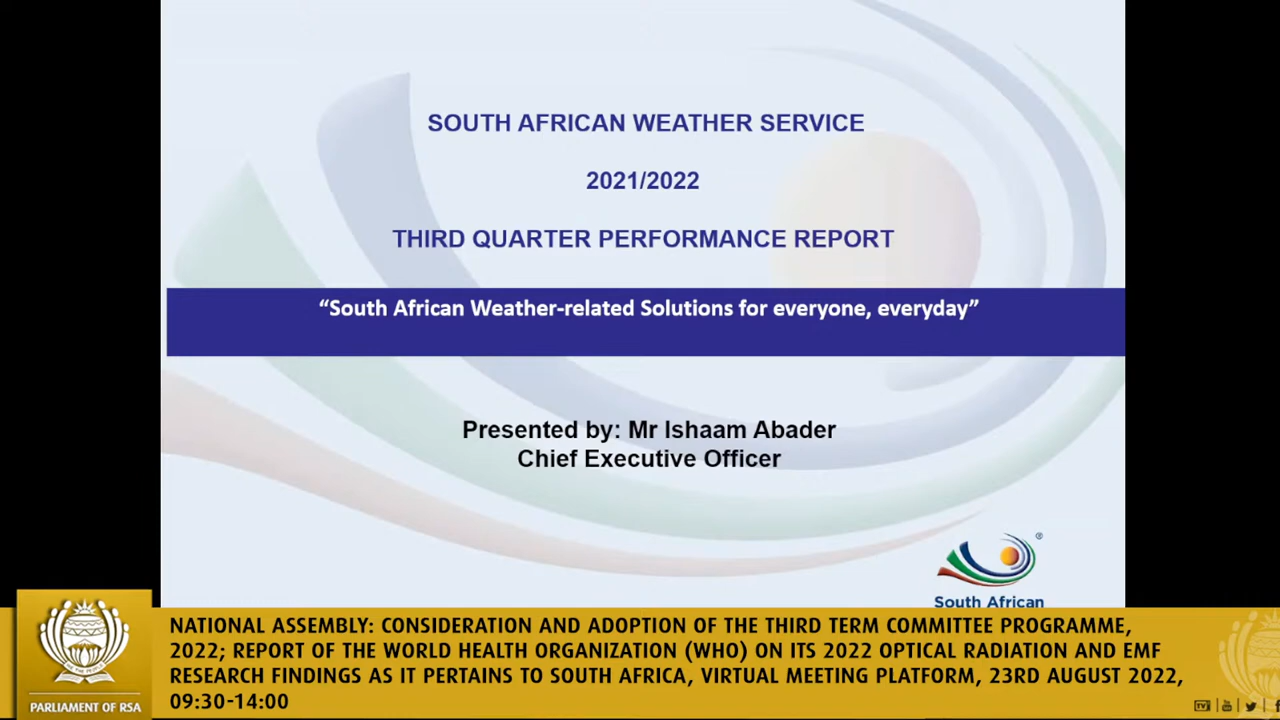 SOUTH AFRICAN WEATHER SERVICE
2021/2022
THIRD QUARTER PERFORMANCE REPORT
“South African Weather-related Solutions for everyone, everyday”
Presented by: Mr Ishaam Abader
Chief Executive Officer
®
South African
NATIONAL ASSEMBLY: CONSIDERATION AND ADOPTION OF THE THIRD TERM COMMITTEE PROGRAMME,
2022; REPORT OF THE WORLD HEALTH ORGANIZATION (WHO) ON ITS 2022 OPTICAL RADIATION AND EMF
RESEARCH FINDINGS AS IT PERTAINS TO SOUTH AFRICA, VIRTUAL MEETING PLATFORM, 23RD AUGUST 2022,
09:30-14:00
PARLIAMENT OF RSA